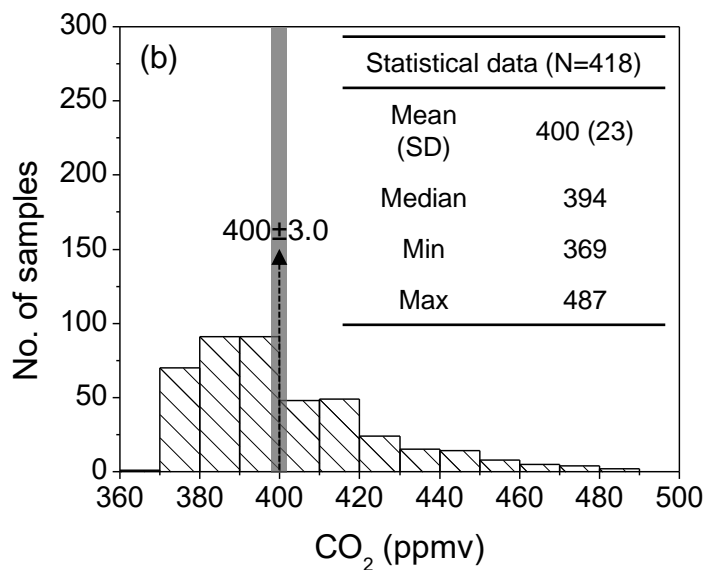 (b)
Statistical data (N=418)
Mean
(SD)
400 (23)
Median
394
Min
369
Max
487
400±3.0
No. of samples
300
250
200
150
100
50
0
360
380
400
420
440
460
480
500
CO₂ (ppmv)